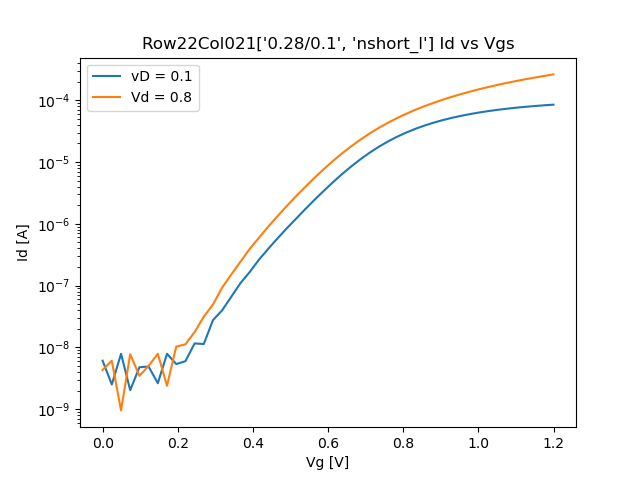 Row22Col021['0.28/0.1', 'nshort_l'] Id vs Vgs
vD = 0.1
Vd = 0.8
10⁻⁴
10⁻⁵
10⁻⁶
10⁻⁷
10⁻⁸
10⁻⁹
Id [A]
0.0 0.2 0.4 0.6 0.8 1.0 1.2
Vg [V]